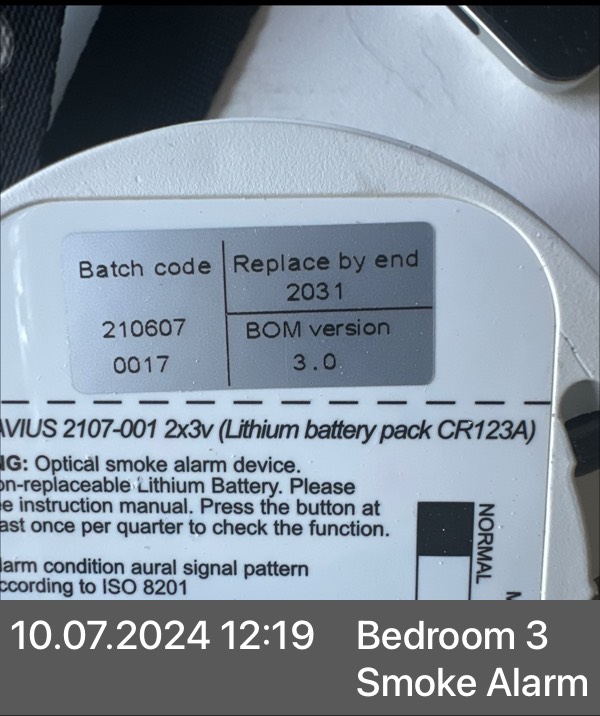 Batch code
210607
0017
Replace by end
2031
BOM version
3.0
VIUS 2107-001 2x3v (Lithium battery pack CR123A)
G: Optical smoke alarm device.
on-replaceable Lithium Battery. Please
e instruction manual. Press the button at
ast once per quarter to check the function.
larm condition aural signal pattern
ccording to ISO 8201
NORMAL
10.07.2024 12:19
Bedroom 3
Smoke Alarm